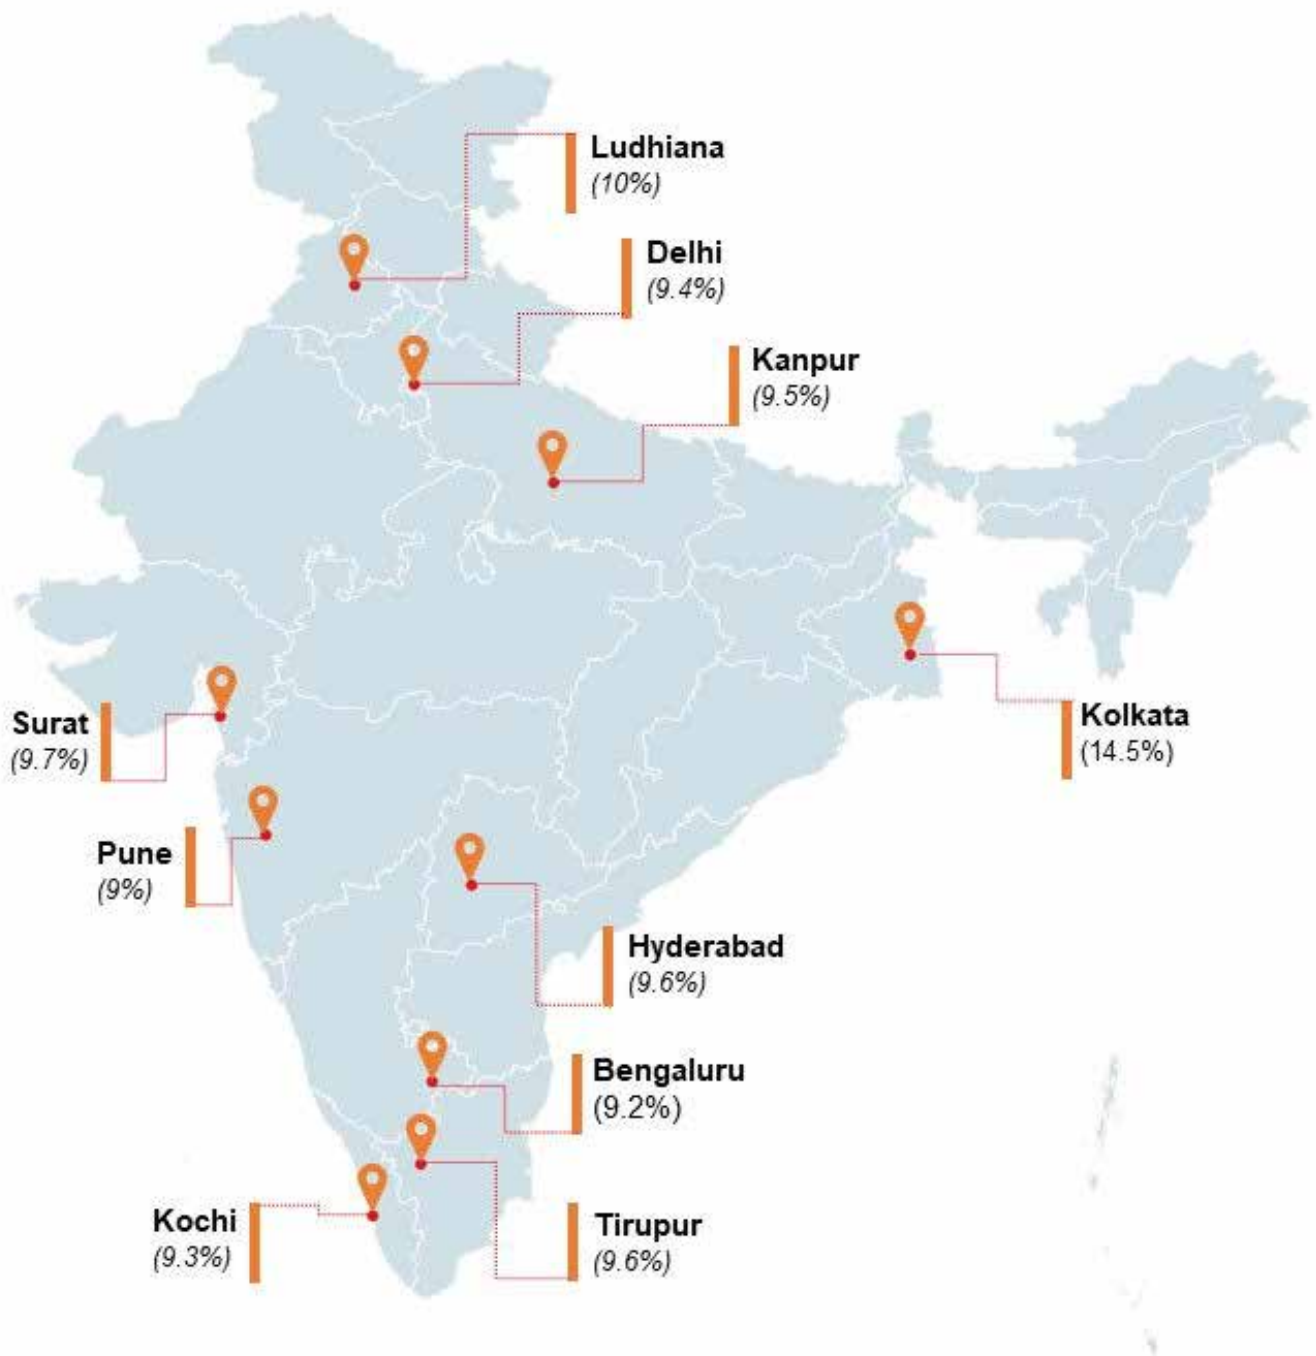 Ludhiana
(10%)
Delhi
(9.4%)
Kanpur
(9.5%)
Kolkata
(14.5%)
Surat
(9.7%)
Pune
(9%)
Hyderabad
(9.6%)
Bengaluru
(9.2%)
Kochi
(9.3%)
Tirupur
(9.6%)